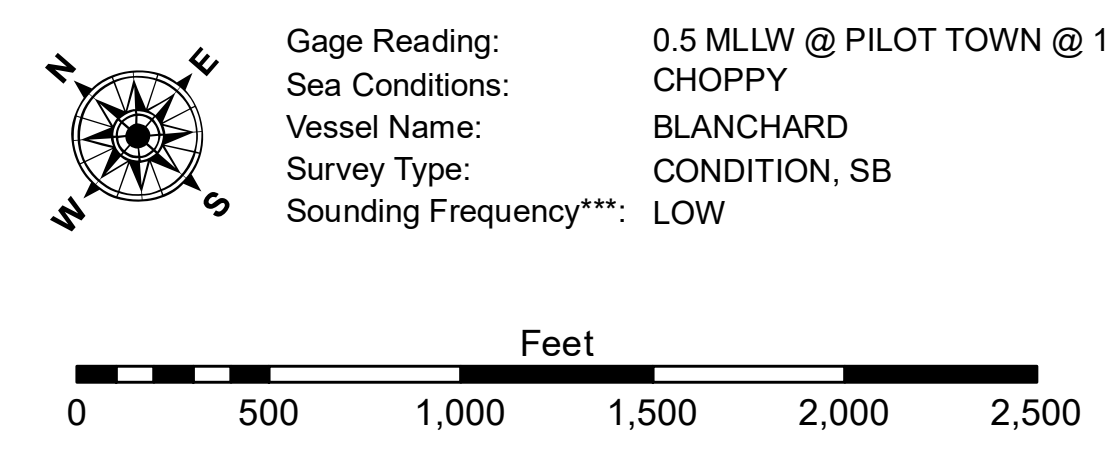 N
E
W
S
Gage Reading: 0.5 MLLW @ PILOT TOWN @ 1
Sea Conditions: CHOPPY
Vessel Name: BLANCHARD
Survey Type: CONDITION, SB
Sounding Frequency***: LOW
Feet
0 500 1,000 1,500 2,000 2,500